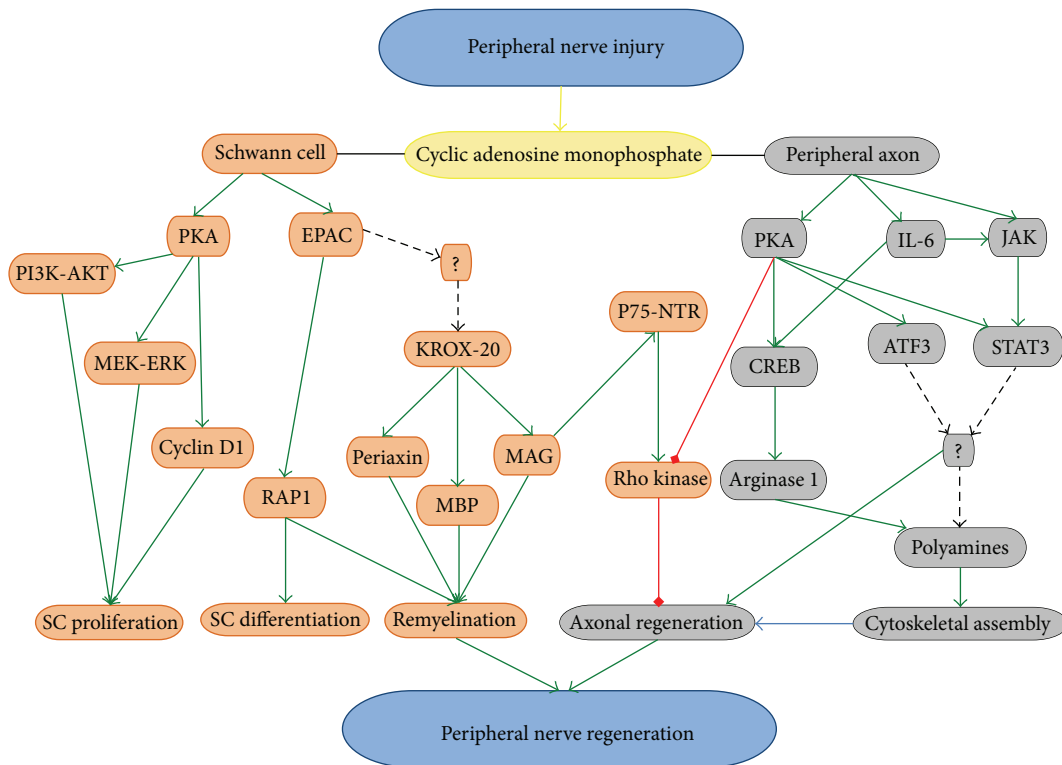 Peripheral nerve injury
Schwann cell
Cyclic adenosine monophosphate
Peripheral axon
PKA
EPAC
?
PKA
IL-6
JAK
PI3K-AKT
P75-NTR
MEK-ERK
KROX-20
CREB
ATF3
STAT3
Cyclin D1
Periaxin
MAG
?
RAP1
MBP
Rho kinase
Arginase 1
Polyamines
SC proliferation
SC differentiation
Remyelination
Axonal regeneration
Cytoskeletal assembly
Peripheral nerve regeneration